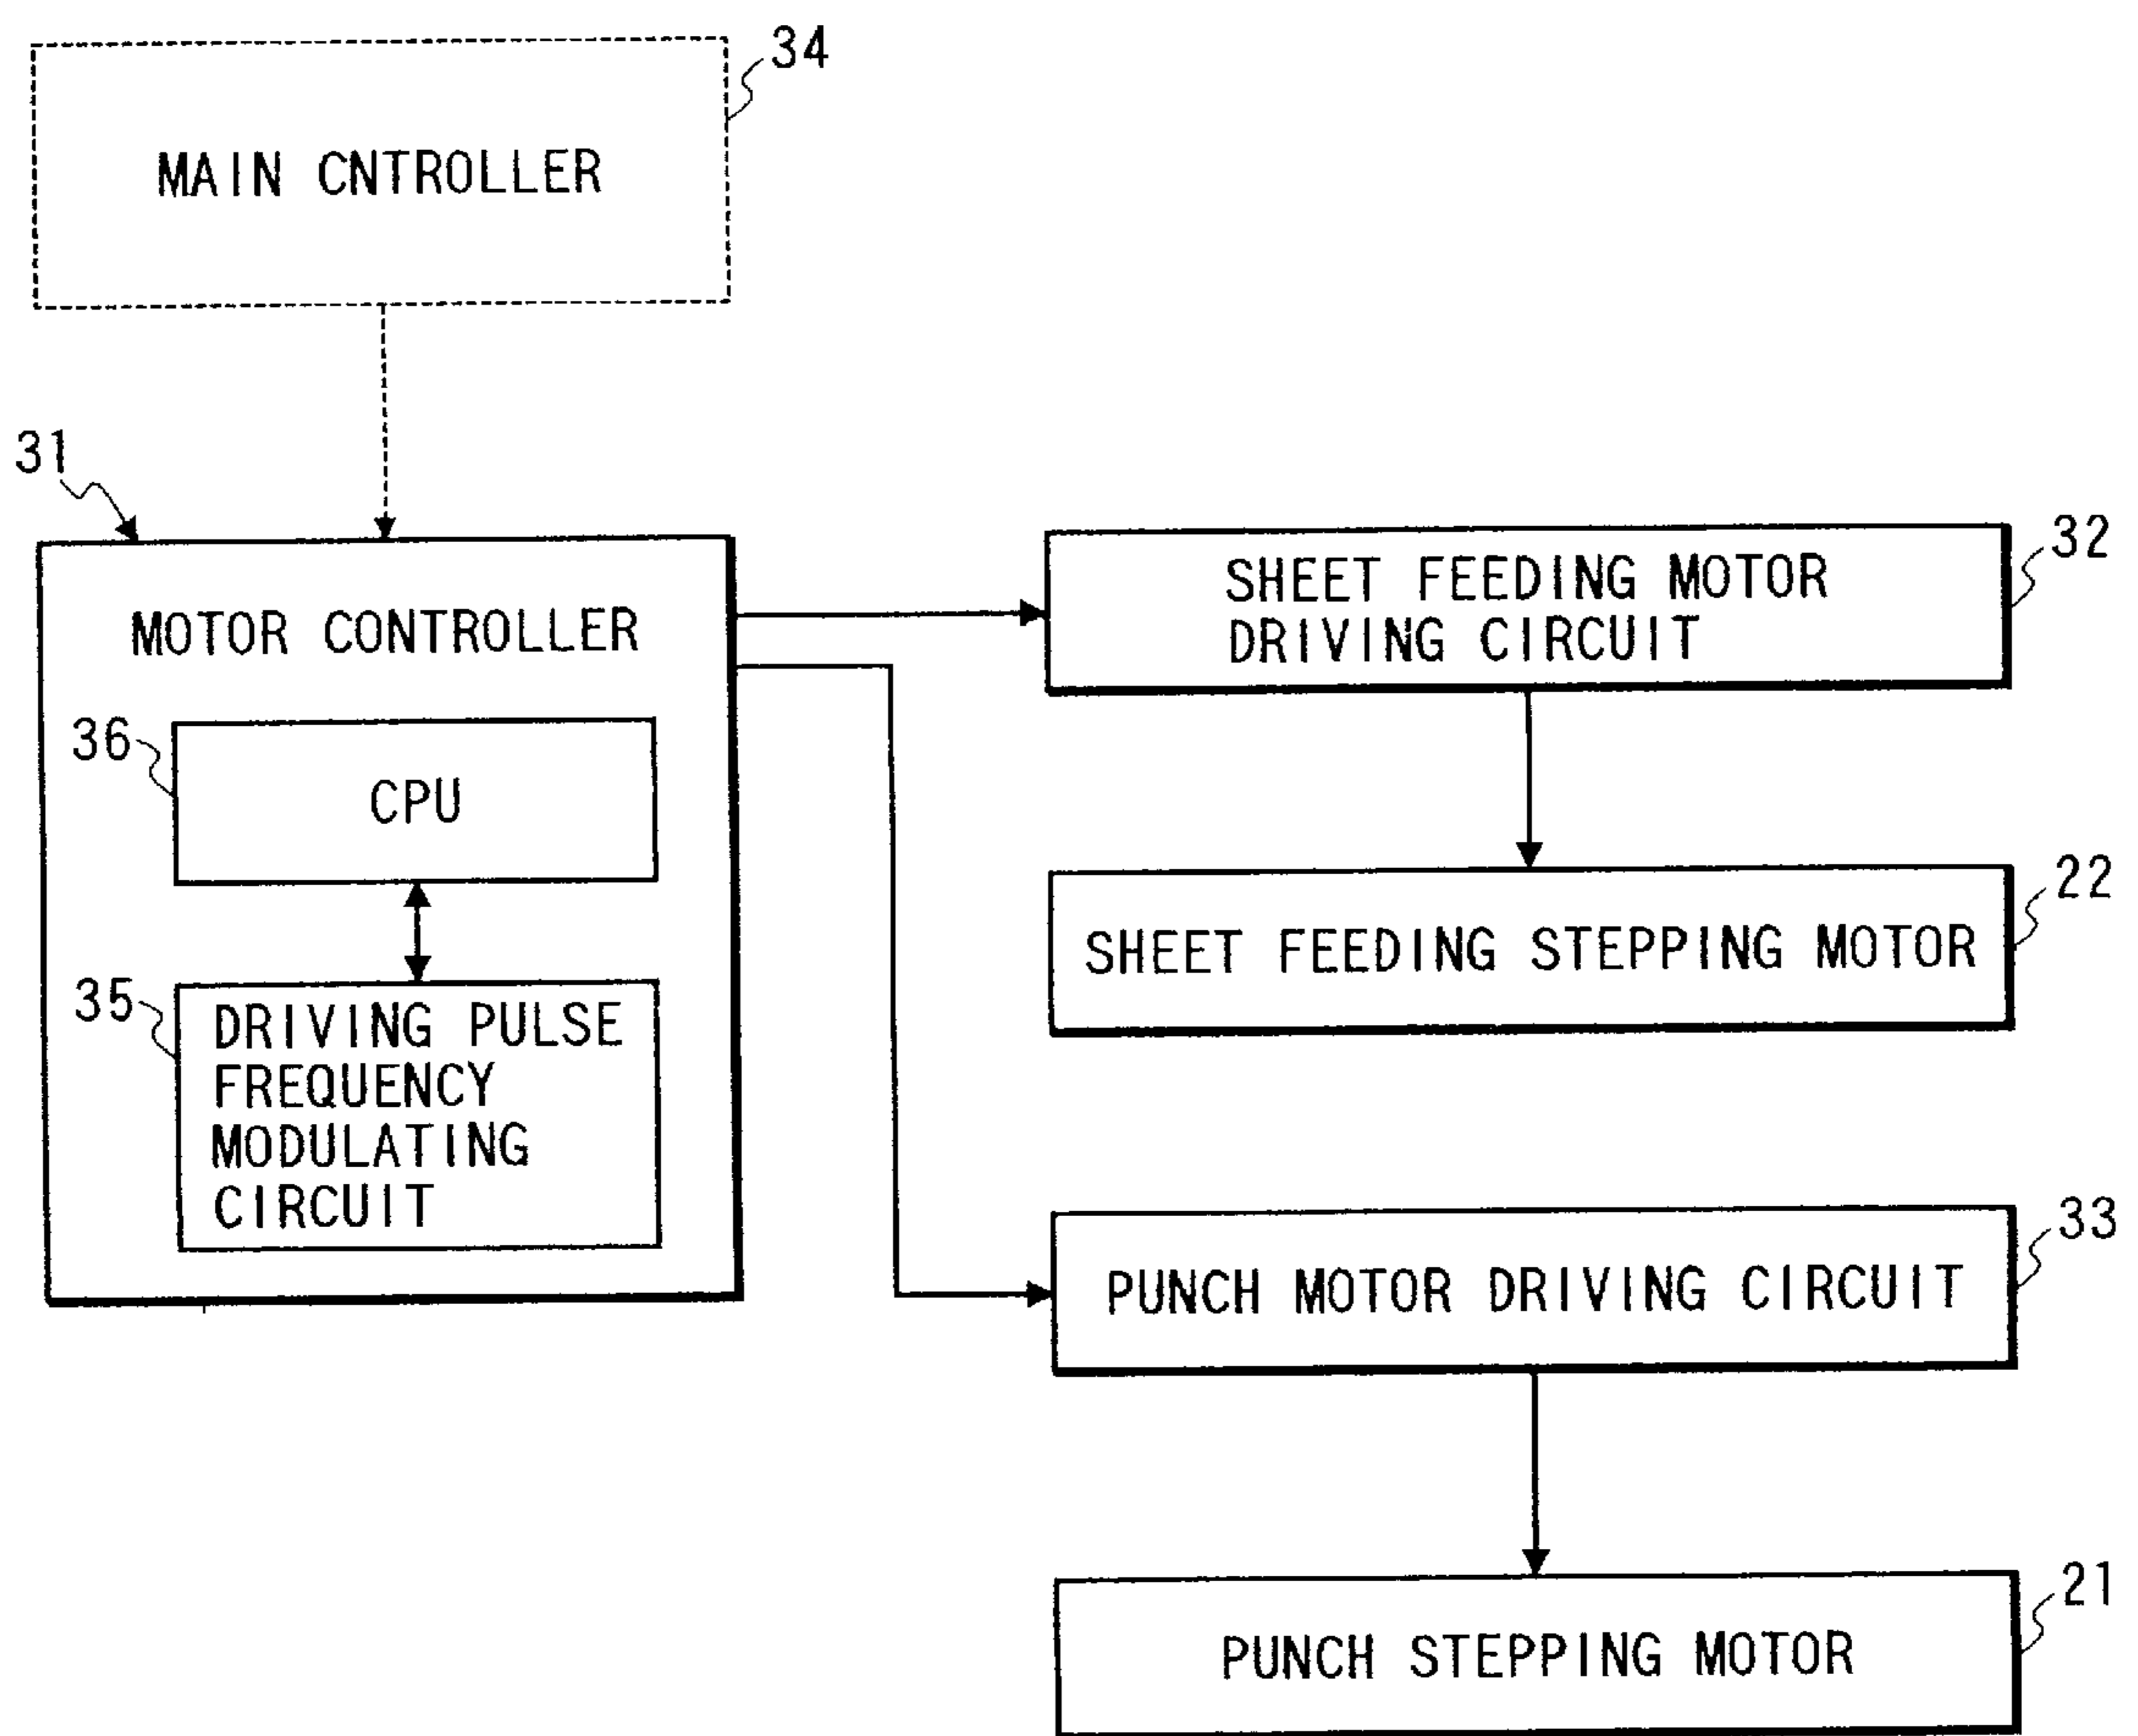 34
MAIN CNTROLLER
31
MOTOR CONTROLLER
36
CPU
35
DRIVING PULSE
FREQUENCY
MODULATING
CIRCUIT
32
SHEET FEEDING MOTOR
DRIVING CIRCUIT
22
SHEET FEEDING STEPPING MOTOR
33
PUNCH MOTOR DRIVING CIRCUIT
21
PUNCH STEPPING MOTOR